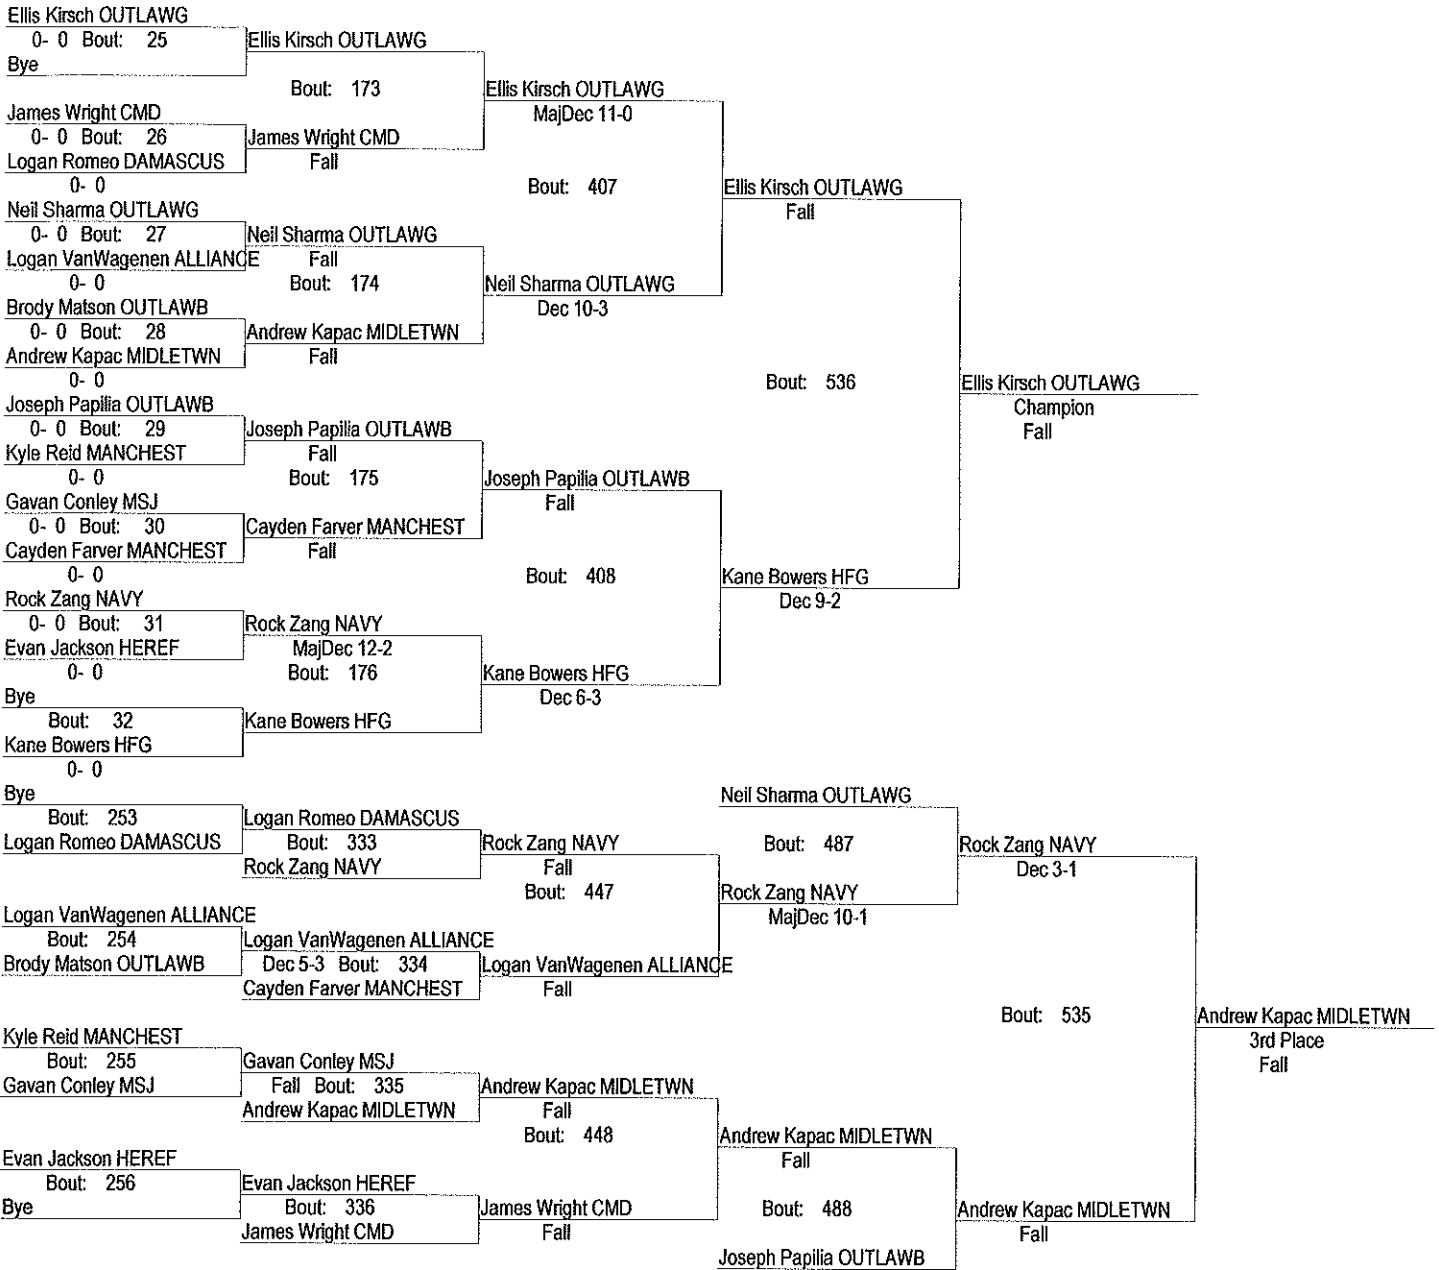 Ellis Kirsch OUTLAWG
0- 0 Bout: 25
Bye
Ellis Kirsch OUTLAWG
Bout: 173
James Wright CMD
0- 0 Bout: 26
Logan Romeo DAMASCUS
0- 0
James Wright CMD
Fall
Ellis Kirsch OUTLAWG
MajDec 11-0
Bout: 407
Neil Sharma OUTLAWG
0- 0 Bout: 27
Logan VanWagenen ALLIANCE
0- 0
Neil Sharma OUTLAWG
Fall
Bout: 174
Brody Matson OUTLAWB
0- 0 Bout: 28
Andrew Kapac MIDLETWN
0- 0
Andrew Kapac MIDLETWN
Fall
Neil Sharma OUTLAWG
Dec 10-3
Ellis Kirsch OUTLAWG
Fall
Bout: 536
Joseph Papilia OUTLAWB
0- 0 Bout: 29
Kyle Reid MANCHEST
0- 0
Joseph Papilia OUTLAWB
Fall
Bout: 175
Gavan Conley MSJ
0- 0 Bout: 30
Cayden Farver MANCHEST
0- 0
Cayden Farver MANCHEST
Fall
Joseph Papilia OUTLAWB
Fall
Bout: 408
Rock Zang NAVY
0- 0 Bout: 31
Evan Jackson HEREF
0- 0
Rock Zang NAVY
MajDec 12-2
Bout: 176
Bye
Bout: 32
Kane Bowers HFG
0- 0
Kane Bowers HFG
Kane Bowers HFG
Dec 6-3
Kane Bowers HFG
Dec 9-2
Ellis Kirsch OUTLAWG
Champion
Fall
Bye
Bout: 253
Logan Romeo DAMASCUS
Logan Romeo DAMASCUS
Bout: 333
Rock Zang NAVY
Rock Zang NAVY
Fall
Bout: 447
Logan VanWagenen ALLIANCE
Bout: 254
Brody Matson OUTLAWB
Logan VanWagenen ALLIANCE
Dec 5-3 Bout: 334
Cayden Farver MANCHEST
Logan VanWagenen ALLIANCE
Fall
Neil Sharma OUTLAWG
Bout: 487
Rock Zang NAVY
MajDec 10-1
Rock Zang NAVY
Dec 3-1
Bout: 535
Kyle Reid MANCHEST
Bout: 255
Gavan Conley MSJ
Gavan Conley MSJ
Fall Bout: 335
Andrew Kapac MIDLETWN
Andrew Kapac MIDLETWN
Fall
Bout: 448
Evan Jackson HEREF
Bout: 256
Bye
Evan Jackson HEREF
Bout: 336
James Wright CMD
James Wright CMD
Fall
Andrew Kapac MIDLETWN
Fall
Bout: 488
Joseph Papilia OUTLAWB
Andrew Kapac MIDLETWN
Fall
Andrew Kapac MIDLETWN
3rd Place
Fall